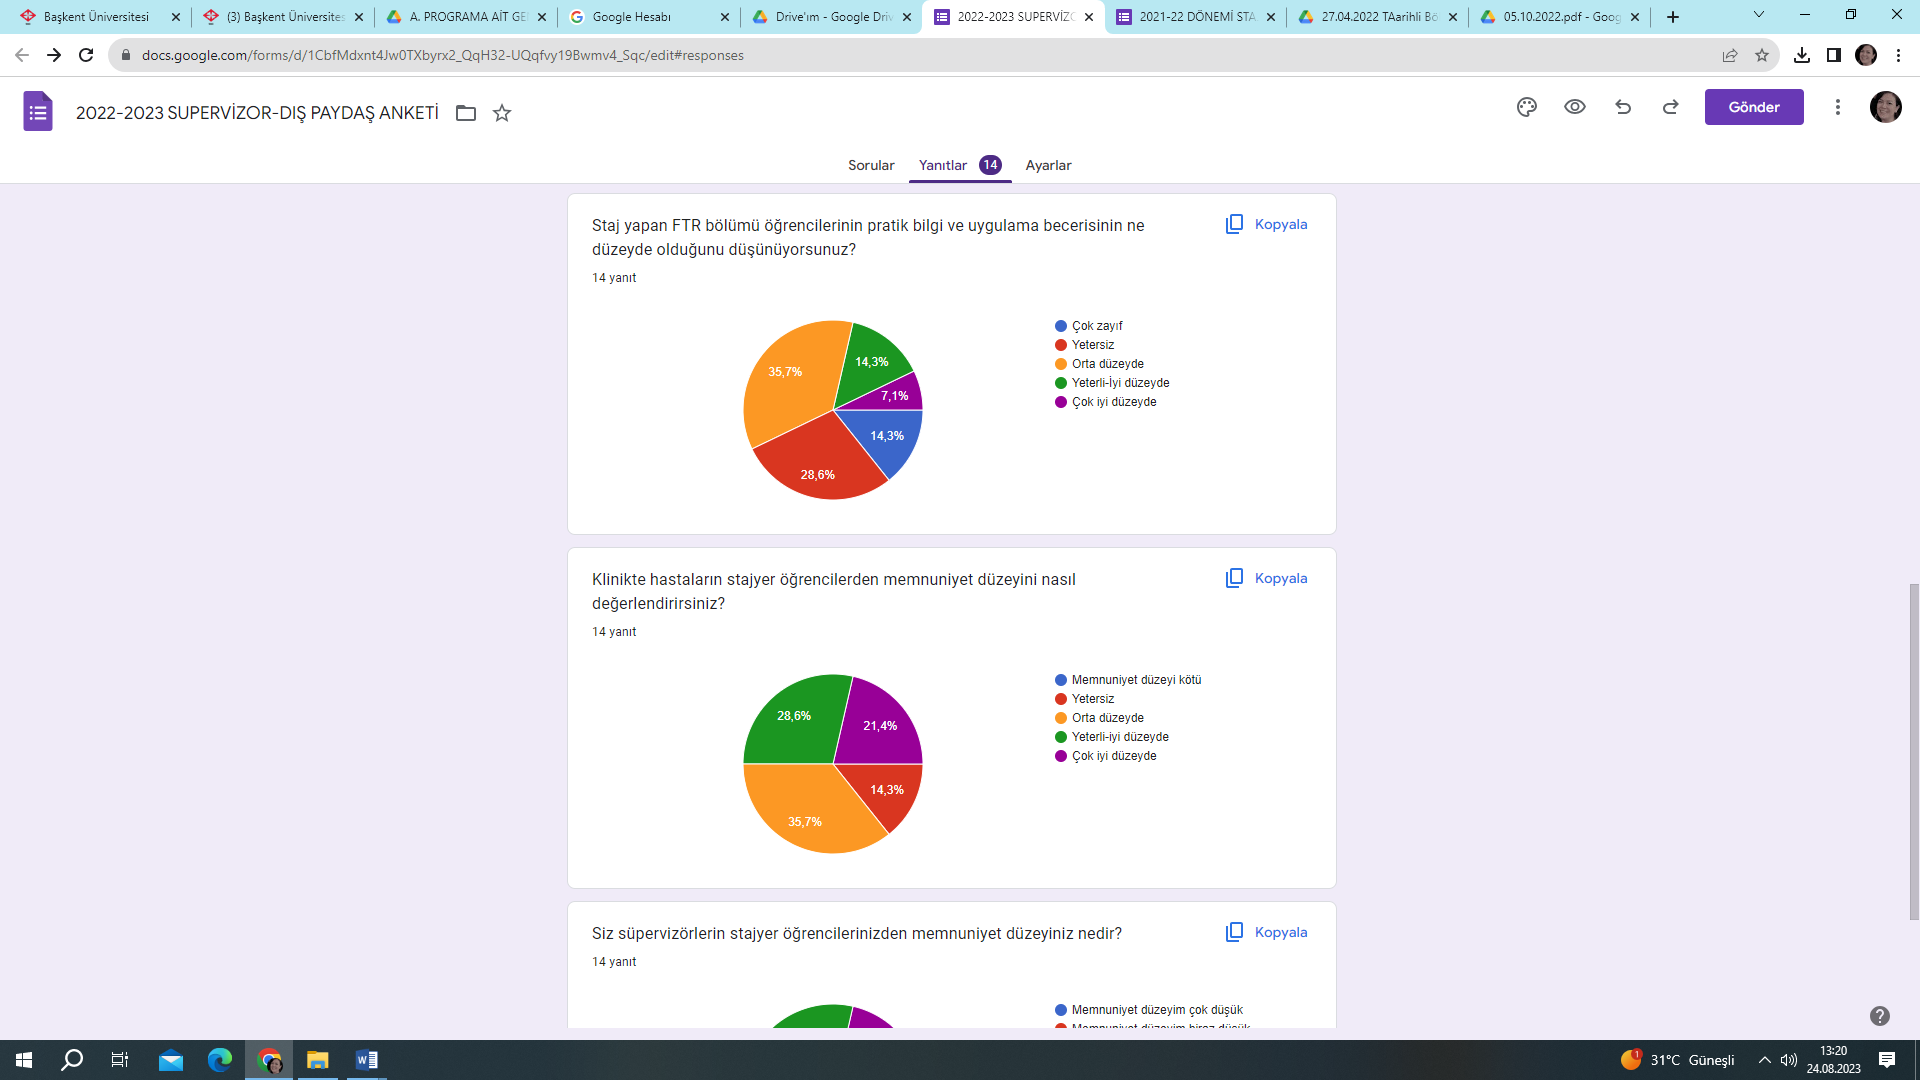 Başkent Üniversitesi
(3) Başkent Üniversites
A. PROGRAMA AİT GE
Google Hesabı
Drive'ım - Google Driv
2022-2023 SUPERVİZO
2021-22 DÖNEMİ STA
27.04.2022 TAarihli Bö
05.10.2022.pdf - Goog
docs.google.com/forms/d/1CbfMdxnt4Jw0TXbyrx2_QqH32-UQqfvy19Bwmv4_Sqc/edit#responses
2022-2023 SUPERVİZOR-DIŞ PAYDAŞ ANKETİ
Gönder
Sorular Yanıtlar 14 Ayarlar
Staj yapan FTR bölümü öğrencilerinin pratik bilgi ve uygulama becerisinin ne
düzeyde olduğunu düşünüyorsunuz?
Kopyala
14 yanıt
35,7%
14,3%
7,1%
14,3%
28,6%
Çok zayıf
Yetersiz
Orta düzeyde
Yeterli-İyi düzeyde
Çok iyi düzeyde
Klinikte hastaların stajyer öğrencilerden memnuniyet düzeyini nasıl
değerlendirirsiniz?
Kopyala
14 yanıt
28,6%
21,4%
14,3%
35,7%
Memnuniyet düzeyi kötü
Yetersiz
Orta düzeyde
Yeterli-iyi düzeyde
Çok iyi düzeyde
Siz süpervizörlerin stajyer öğrencilerinizden memnuniyet düzeyiniz nedir?
Kopyala
14 yanıt
Memnuniyet düzeyim çok düşük
Memnuniyet düzeyim biraz düşük
31°C Güneşli
13:20
24.08.2023